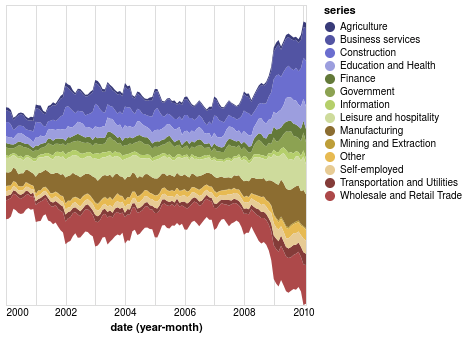 series
Agriculture
Business services
Construction
Education and Health
Finance
Government
Information
Leisure and hospitality
Manufacturing
Mining and Extraction
Other
Self-employed
Transportation and Utilities
Wholesale and Retail Trade
2000 2002 2004 2006 2008 2010
date (year-month)